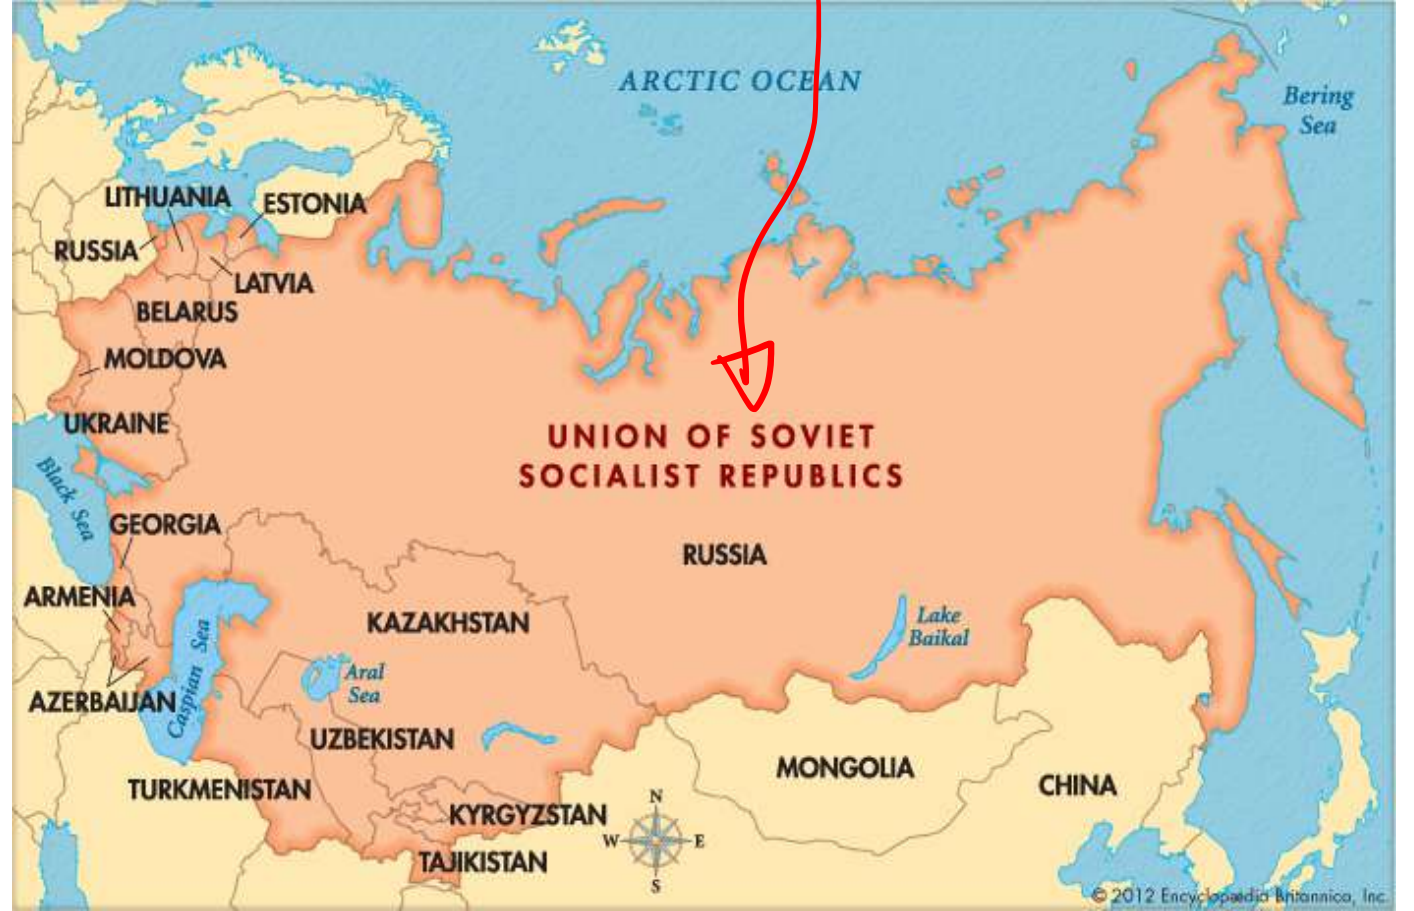 ARCTIC OCEAN
Bering
Sea
LITHUANIA
ESTONIA
RUSSIA
LATVIA
BELARUS
MOLDOVA
UKRAINE
Black Sea
UNION OF SOVIET
SOCIALIST REPUBLICS
GEORGIA
RUSSIA
ARMENIA
KAZAKHSTAN
Lake
Baikal
Caspian Sea
Aral
Sea
AZERBAIJAN
UZBEKISTAN
MONGOLIA
CHINA
TURKMENISTAN
KYRGYZSTAN
TAJIKISTAN
N
W
E
S
© 2012 Encyclopædia Britannica, Inc.